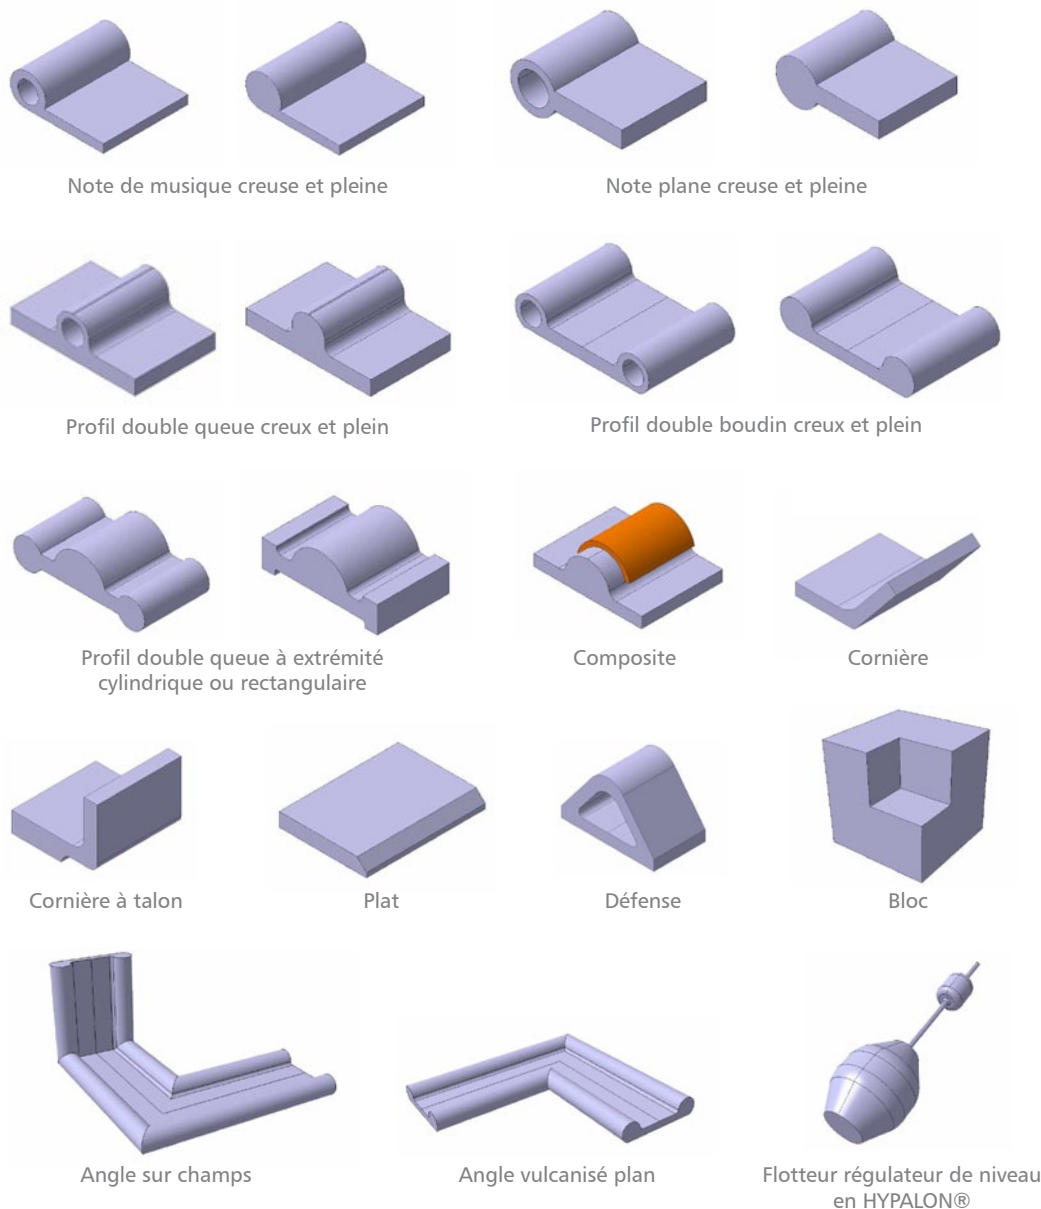 Note de musique creuse et pleine
Note plane creuse et pleine
Profil double queue creux et plein
Profil double boudin creux et plein
Profil double queue à extrémité
cylindrique ou rectangulaire
Composite
Cornière
Cornière à talon
Plat
Défense
Bloc
Angle sur champs
Angle vulcanisé plan
Flotteur régulateur de niveau
en HYPALON®